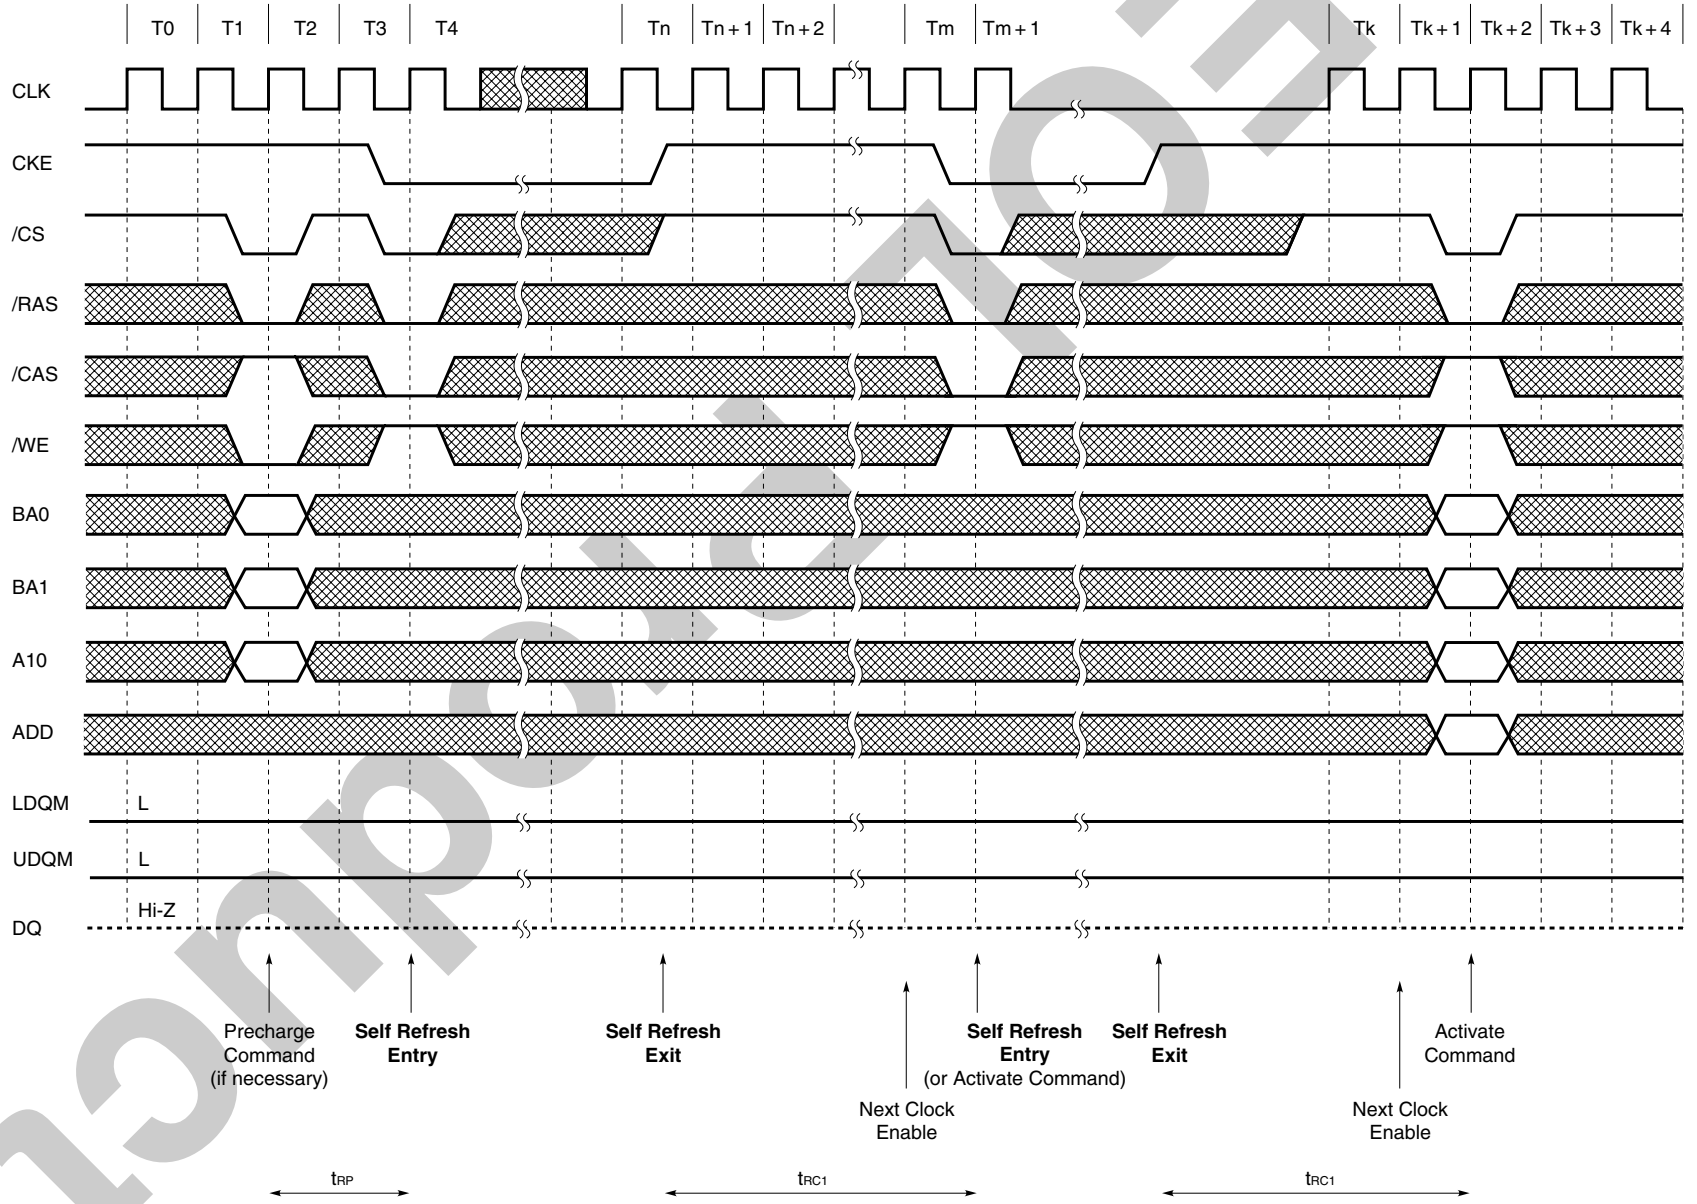 T0 T1 T2 T3 T4 Tn Tn + 1 Tn + 2 Tm Tm + 1 Tk Tk + 1 Tk + 2 Tk + 3 Tk + 4
CLK
CKE
/CS
/RAS
/CAS
/WE
BA0
BA1
A10
ADD
LDQM L
UDQM L
Hi-Z
DQ
Precharge
Command
(if necessary)
Self Refresh
Entry
Self Refresh
Exit
Next Clock
Enable
Self Refresh
Entry
(or Activate Command)
Self Refresh
Exit
Next Clock
Enable
Activate
Command
tRP tRC1 tRC1
EOL Product